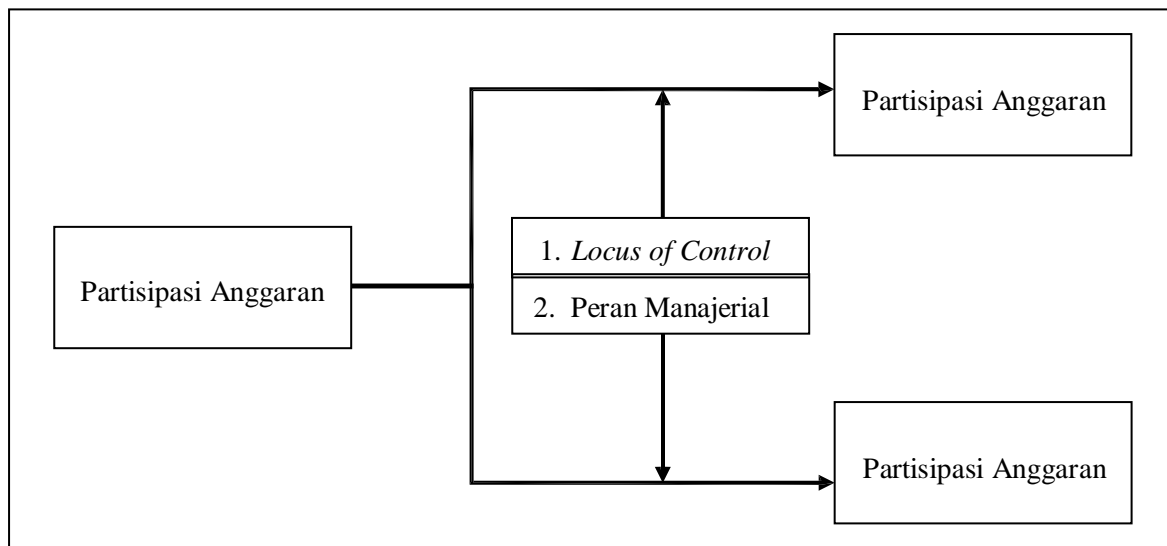 Partisipasi Anggaran
Partisipasi Anggaran
1. Locus of Control
2. Peran Manajerial
Partisipasi Anggaran